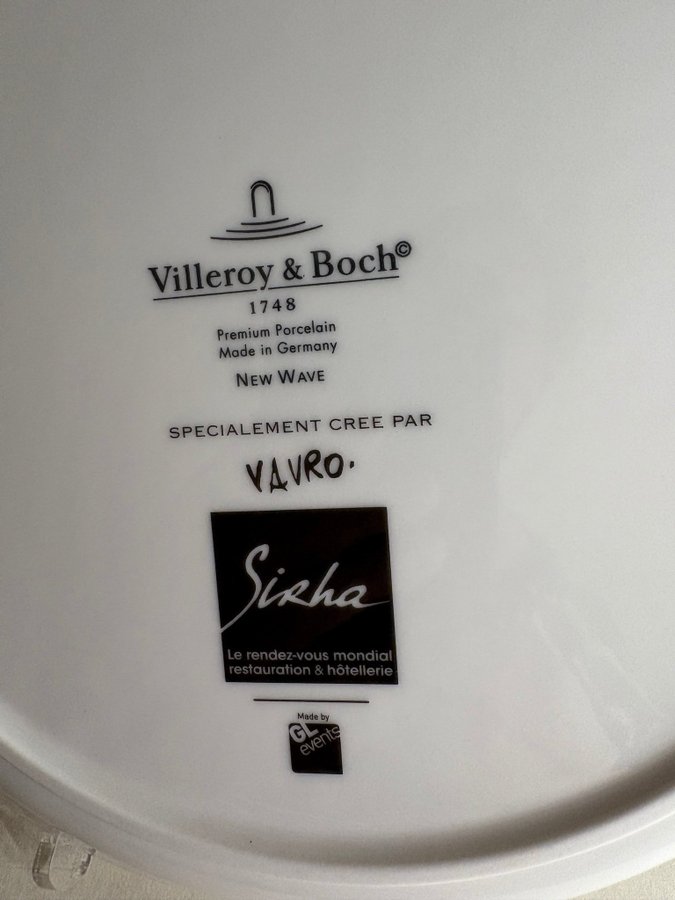 Villeroy & Boch©
1748
Premium Porcelain
Made in Germany
NEW WAVE
SPECIALEMENT CREE PAR
VAVRO.
Sirha
Le rendez-vous mondial
restauration & hôtellerie
Made by
GL
events